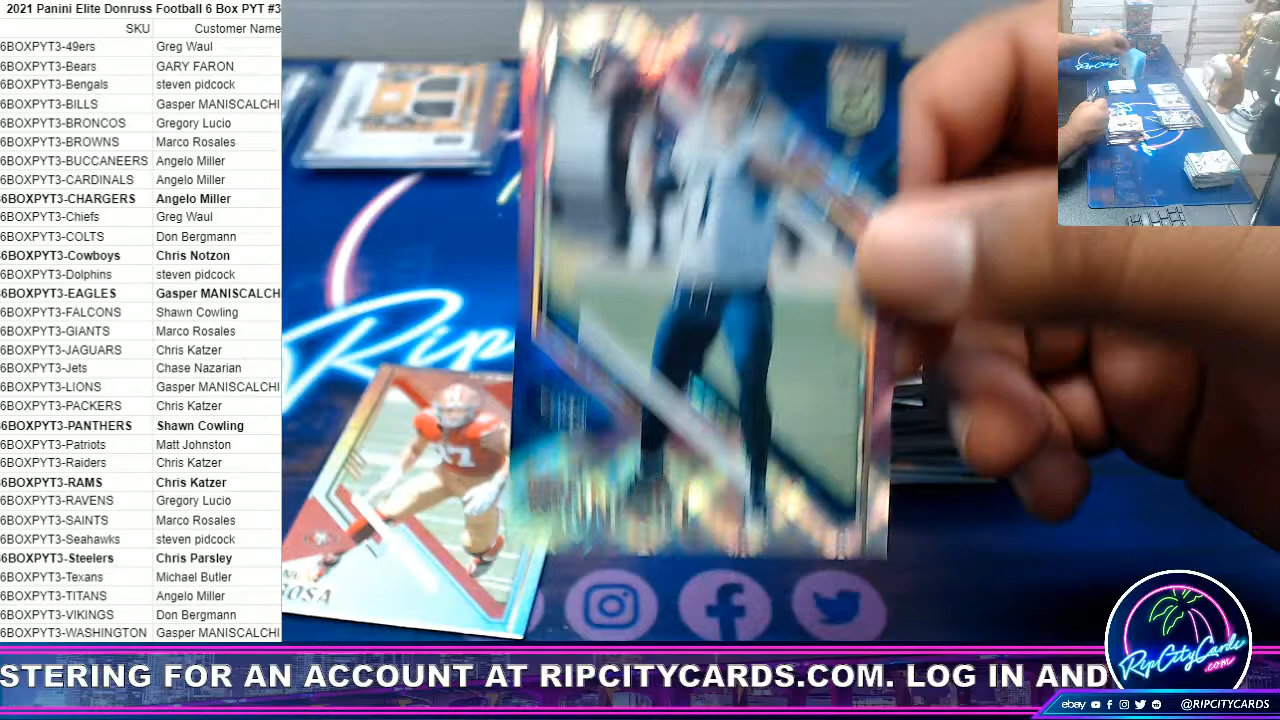 2021 Panini Elite Donruss Football 6 Box PYT #3
SKU Customer Name
6BOXPYT3-49ers Greg Waul
6BOXPYT3-Bears GARY FARON
6BOXPYT3-Bengals steven pidcock
6BOXPYT3-BILLS Gasper MANISCALCHI
6BOXPYT3-BRONCOS Gregory Lucio
6BOXPYT3-BROWNS Marco Rosales
6BOXPYT3-BUCCANEERS Angelo Miller
6BOXPYT3-CARDINALS Angelo Miller
6BOXPYT3-CHARGERS Angelo Miller
6BOXPYT3-Chiefs Greg Waul
6BOXPYT3-COLTS Don Bergmann
6BOXPYT3-Cowboys Chris Notzon
6BOXPYT3-Dolphins steven pidcock
6BOXPYT3-EAGLES Gasper MANISCALCH
6BOXPYT3-FALCONS Shawn Cowling
6BOXPYT3-GIANTS Marco Rosales
6BOXPYT3-JAGUARS Chris Katzer
6BOXPYT3-Jets Chase Nazarian
6BOXPYT3-LIONS Gasper MANISCALCHI
6BOXPYT3-PACKERS Chris Katzer
6BOXPYT3-PANTHERS Shawn Cowling
6BOXPYT3-Patriots Matt Johnston
6BOXPYT3-Raiders Chris Katzer
6BOXPYT3-RAMS Chris Katzer
6BOXPYT3-RAVENS Gregory Lucio
6BOXPYT3-SAINTS Marco Rosales
6BOXPYT3-Seahawks steven pidcock
6BOXPYT3-Steelers Chris Parsley
6BOXPYT3-Texans Michael Butler
6BOXPYT3-TITANS Angelo Miller
6BOXPYT3-VIKINGS Don Bergmann
6BOXPYT3-WASHINGTON Gasper MANISCALCHI
Rip
97
OSA
STERING FOR AN ACCOUNT AT RIPCITYCARDS.COM. LOG IN AND
RipCityCards
.com
ebay @RIPCITYCARDS